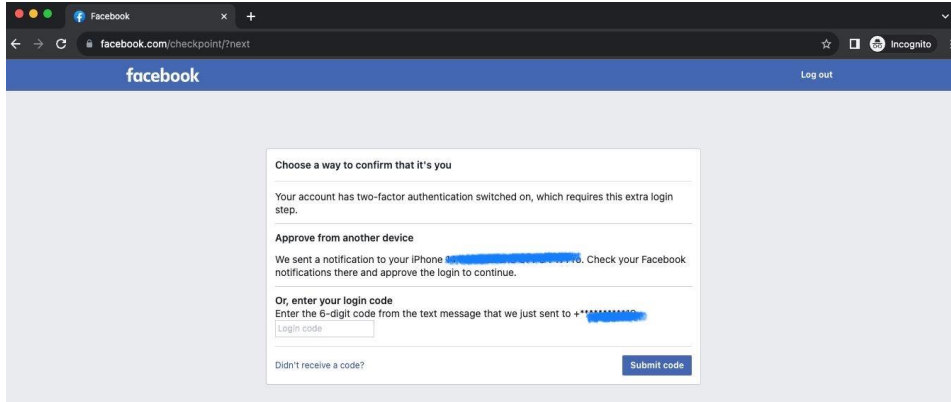 Facebook
facebook.com/checkpoint/?next
Incognito
facebook
Log out
Choose a way to confirm that it's you
Your account has two-factor authentication switched on, which requires this extra login
step.
Approve from another device
We sent a notification to your iPhone . Check your Facebook
notifications there and approve the login to continue.
Or, enter your login code
Enter the 6-digit code from the text message that we just sent to +**
Login code
Didn't receive a code?
Submit code